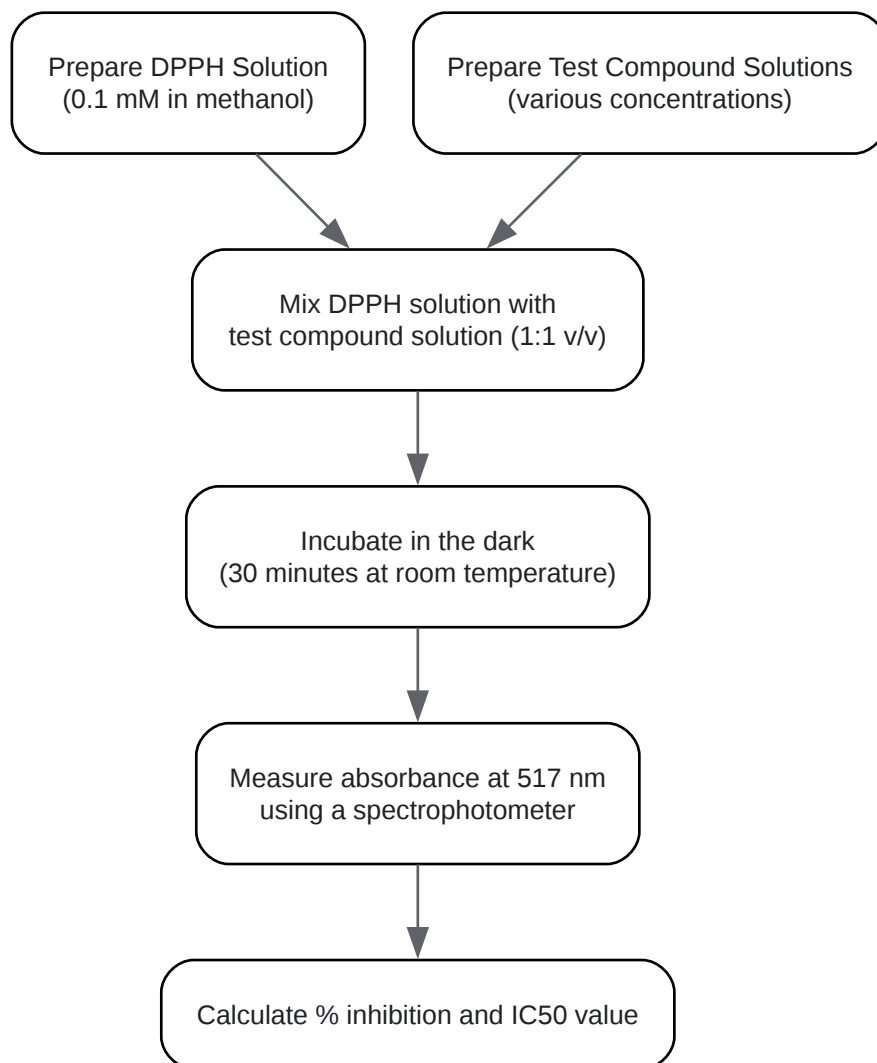 Prepare DPPH Solution
(0.1 mM in methanol)
Prepare Test Compound Solutions
(various concentrations)
Mix DPPH solution with
test compound solution (1:1 v/v)
Incubate in the dark
(30 minutes at room temperature)
Measure absorbance at 517 nm
using a spectrophotometer
Calculate % inhibition and IC50 value